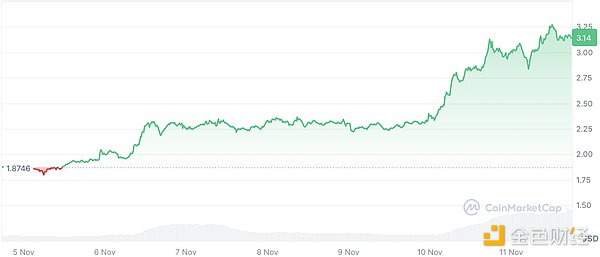 3.25
3.14
3.00
2.75
2.50
2.25
2.00
1.8746
1.75
1.50
CoinMarketCap
金色财经
USD
5 Nov
6 Nov
7 Nov
8 Nov
9 Nov
10 Nov
11 Nov